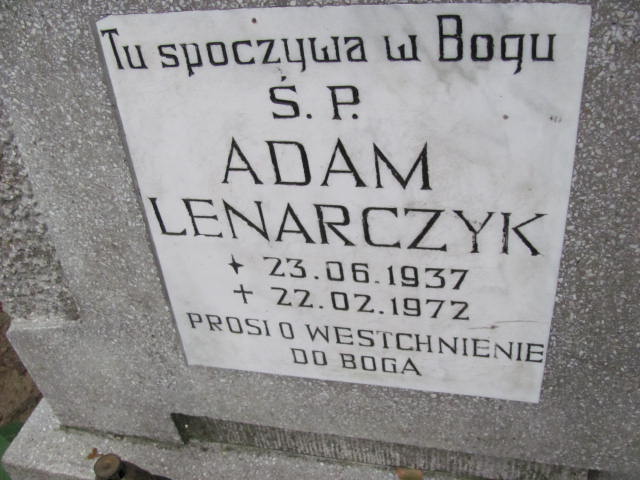 Tu spoczywa w Bogu
Ś. P.
ADAM
LENARCZYK
✦ 23.06.1937
+ 22.02.1972
PROSI O WESTCHNIENIE
DO BOGA